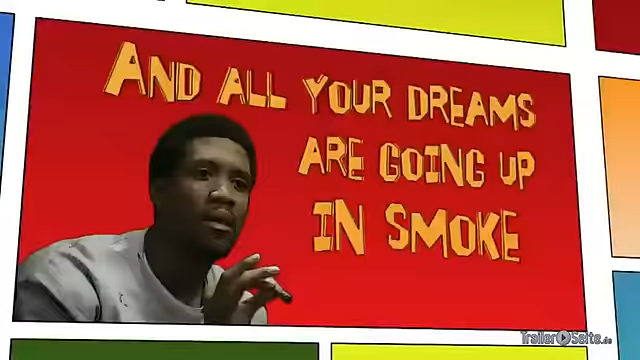 AND ALL YOUR DREAMS
ARE GOING UP
IN SMOKE
TrailerSeite.de